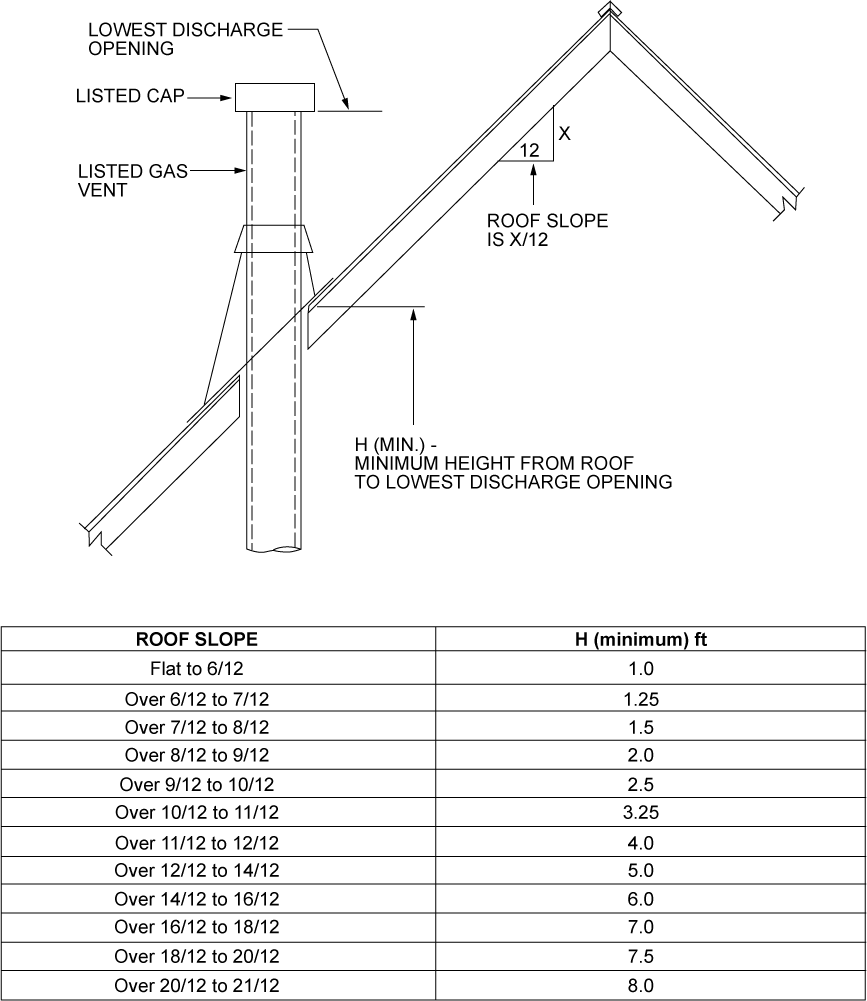 LOWEST DISCHARGE
OPENING
LISTED CAP
LISTED GAS
VENT
X
12
ROOF SLOPE
IS X/12
H (MIN.) -
MINIMUM HEIGHT FROM ROOF
TO LOWEST DISCHARGE OPENING
ROOF SLOPE H (minimum) ft
Flat to 6/12 1.0
Over 6/12 to 7/12 1.25
Over 7/12 to 8/12 1.5
Over 8/12 to 9/12 2.0
Over 9/12 to 10/12 2.5
Over 10/12 to 11/12 3.25
Over 11/12 to 12/12 4.0
Over 12/12 to 14/12 5.0
Over 14/12 to 16/12 6.0
Over 16/12 to 18/12 7.0
Over 18/12 to 20/12 7.5
Over 20/12 to 21/12 8.0